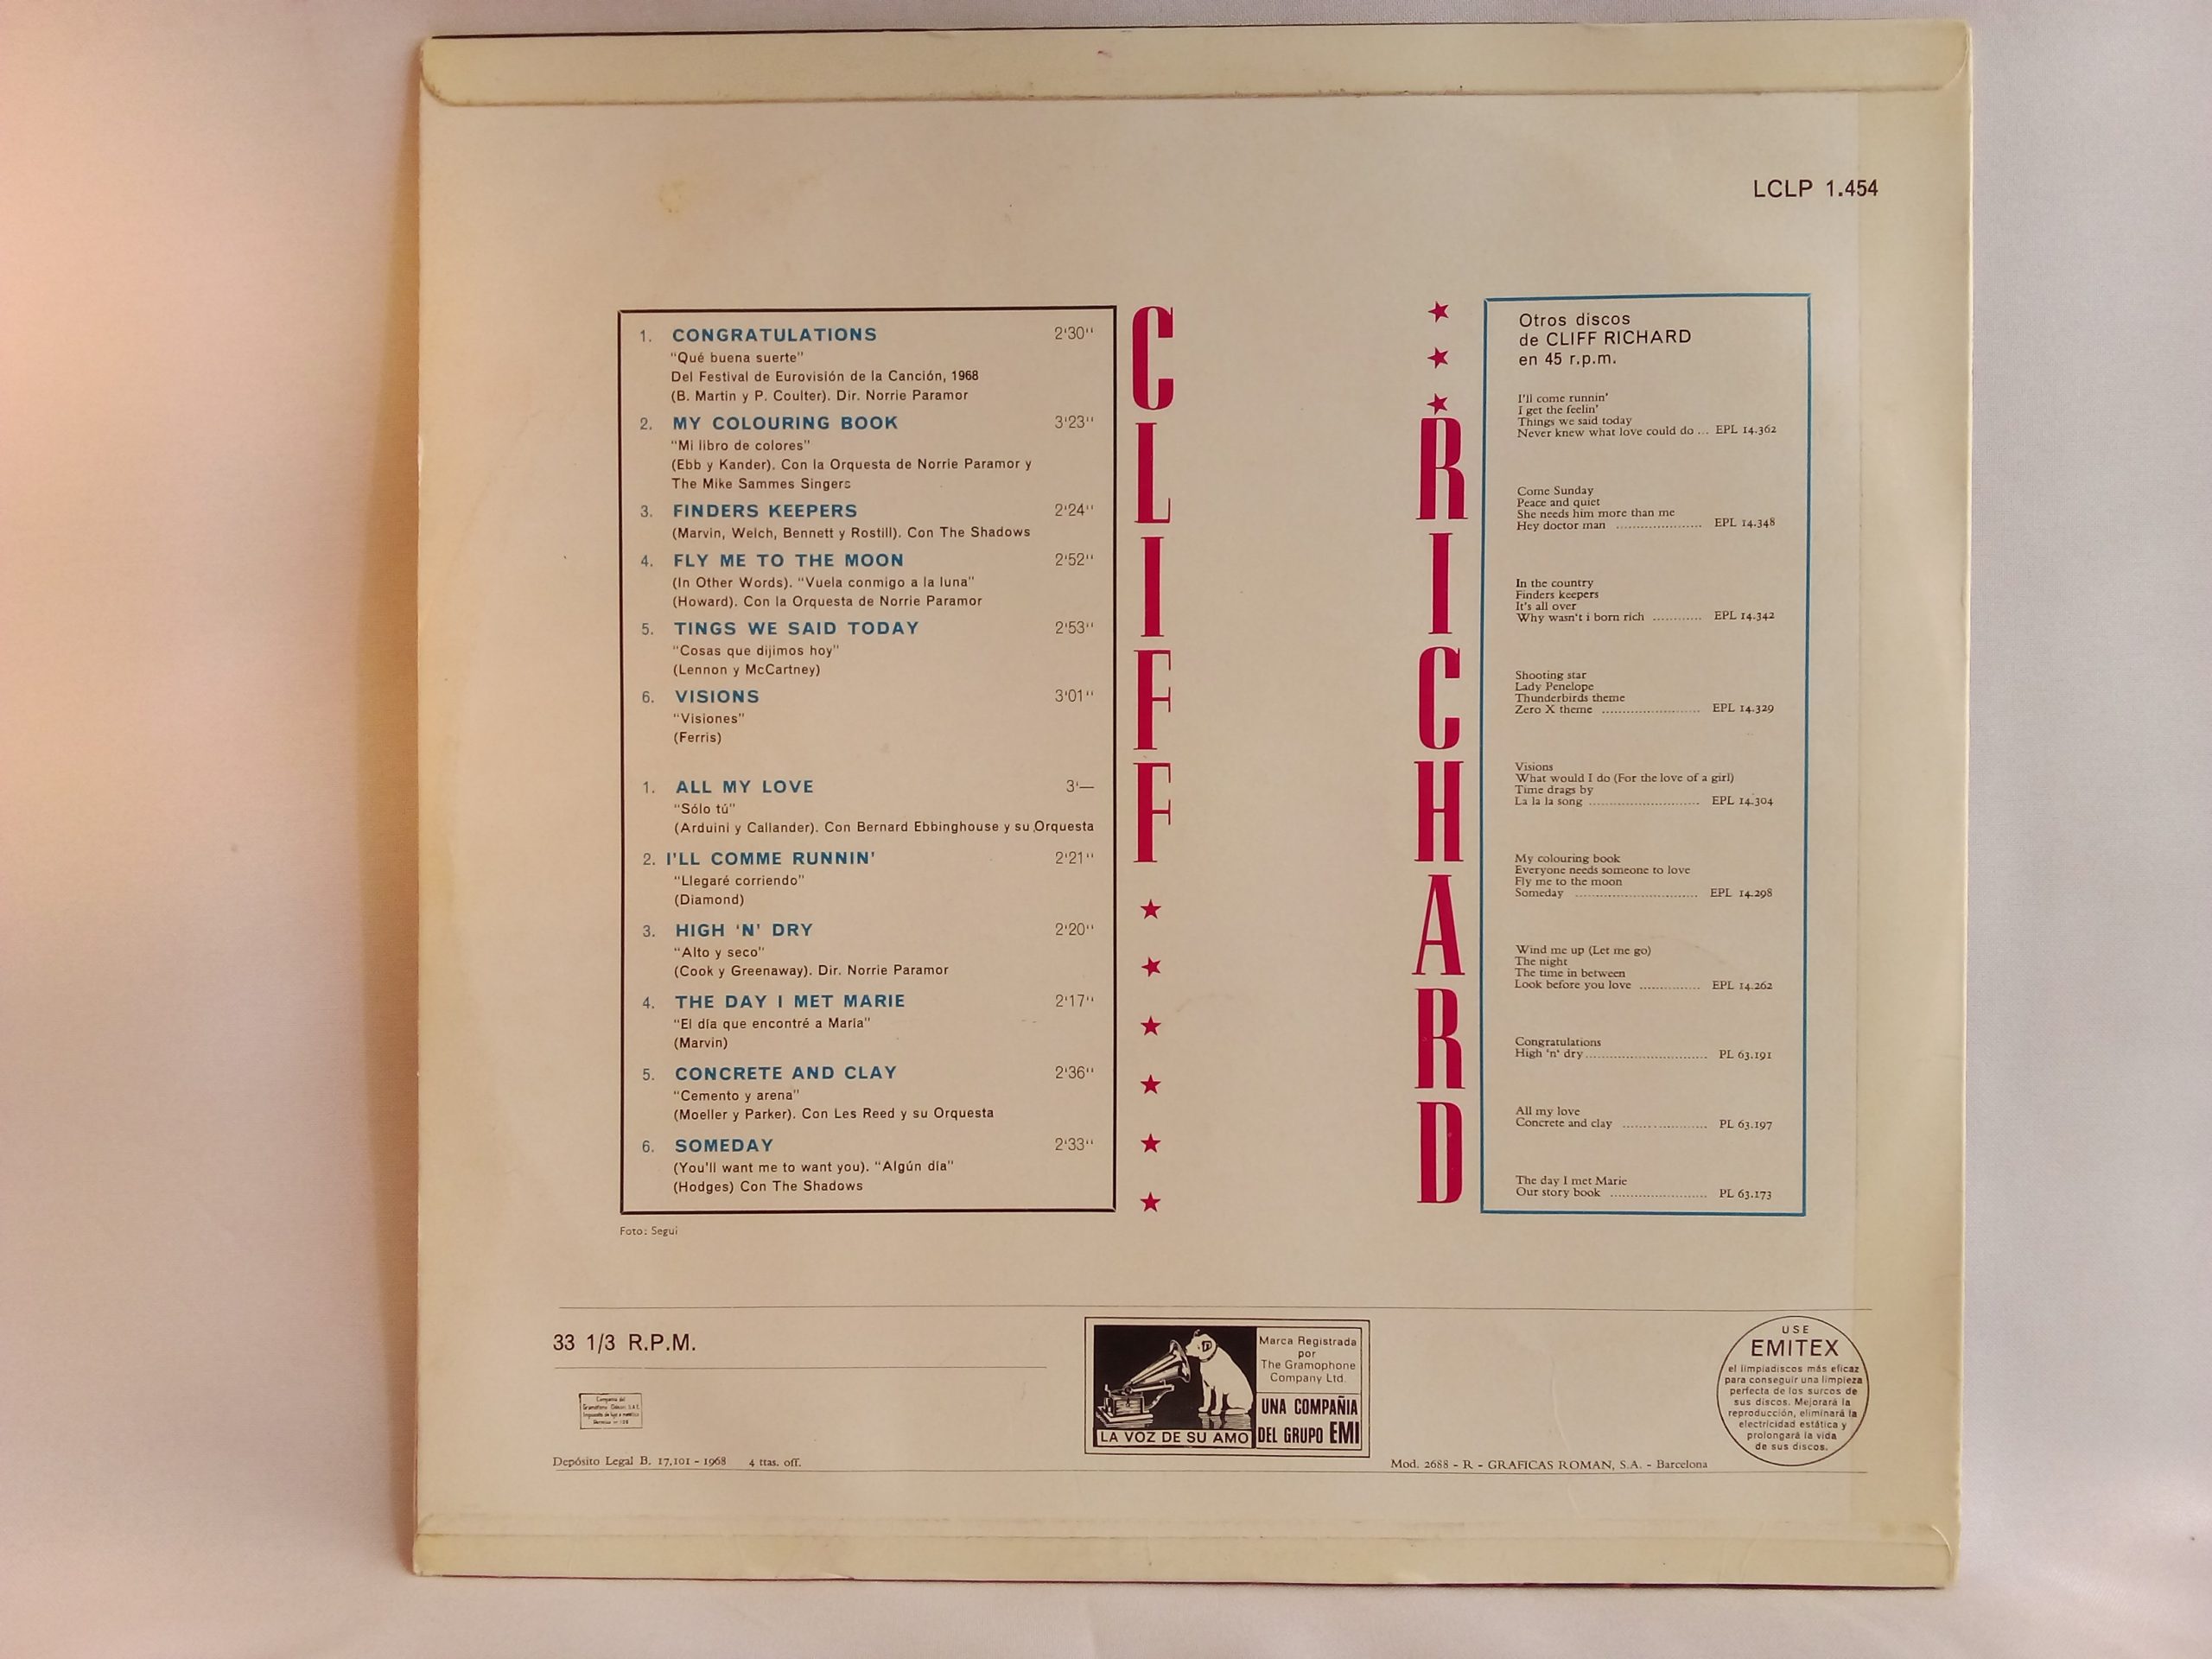 LCLP 1.454
1. CONGRATULATIONS 2'30''
"Qué buena suerte"
Del Festival de Eurovisión de la Canción, 1968
(B. Martin y P. Coulter). Dir. Norrie Paramor
2. MY COLOURING BOOK 3'23''
"Mi libro de colores"
(Ebb y Kander). Con la Orquesta de Norrie Paramor y
The Mike Sammes Singers
3. FINDERS KEEPERS 2'24''
(Marvin, Welch, Bennett y Rostill). Con The Shadows
4. FLY ME TO THE MOON 2'52''
(In Other Words). "Vuela conmigo a la luna"
(Howard). Con la Orquesta de Norrie Paramor
5. TINGS WE SAID TODAY 2'53''
"Cosas que dijimos hoy"
(Lennon y McCartney)
6. VISIONS 3'01''
"Visiones"
(Ferris)
1. ALL MY LOVE 3'—
"Sólo tú"
(Arduini y Callander). Con Bernard Ebbinghouse y su Orquesta
2. I'LL COMME RUNNIN' 2'21''
"Llegaré corriendo"
(Diamond)
3. HIGH 'N' DRY 2'20''
"Alto y seco"
(Cook y Greenaway). Dir. Norrie Paramor
4. THE DAY I MET MARIE 2'17''
"El día que encontré a María"
(Marvin)
5. CONCRETE AND CLAY 2'36''
"Cemento y arena"
(Moeller y Parker). Con Les Reed y su Orquesta
6. SOMEDAY 2'33''
(You'll want me to want you). "Algún día"
(Hodges) Con The Shadows
Foto: Segui
CLIFF
RICHARD
Otros discos
de CLIFF RICHARD
en 45 r.p.m.
I'll come runnin'
I get the feelin'
Things we said today
Never knew what love could do ... EPL 14.362
Come Sunday
Peace and quiet
She needs him more than me
Hey doctor man ..................... EPL 14.348
In the country
Finders keepers
It's all over
Why wasn't i born rich ............ EPL 14.342
Shooting star
Lady Penelope
Thunderbirds theme
Zero X theme ........................ EPL 14.329
Visions
What would I do (For the love of a girl)
Time drags by
La la la song ........................... EPL 14.304
My colouring book
Everyone needs someone to love
Fly me to the moon
Someday .............................. EPL 14.298
Wind me up (Let me go)
The night
The time in between
Look before you love ............... EPL 14.262
Congratulations
High 'n' dry.............................. PL 63.191
All my love
Concrete and clay ..................... PL 63.197
The day I met Marie
Our story book ........................ PL 63.173
33 1/3 R.P.M.
Depósito Legal B. 17.101 - 1968 4 ttas. off.
LA VOZ DE SU AMO
Marca Registrada
por
The Gramophone
Company Ltd.
UNA COMPAÑIA
DEL GRUPO EMI
Mod. 2688 - R - GRAFICAS ROMAN, S.A. - Barcelona
USE
EMITEX
el limpiadiscos más eficaz
para conseguir una limpieza
perfecta de los surcos de
sus discos. Mejorará la
reproducción, eliminará la
electricidad estática y
prolongará la vida
de sus discos.